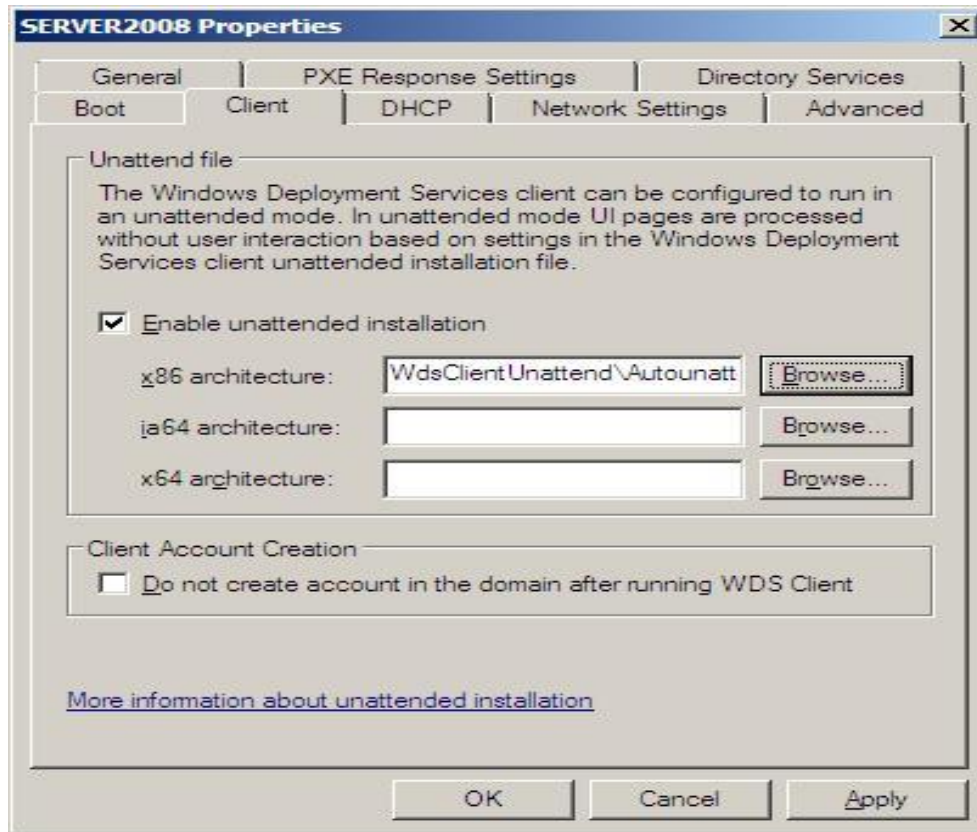 SERVER2008 Properties
General PXE Response Settings Directory Services
Boot Client DHCP Network Settings Advanced
Unattend file
The Windows Deployment Services client can be configured to run in
an unattended mode. In unattended mode UI pages are processed
without user interaction based on settings in the Windows Deployment
Services client unattended installation file.
Enable unattended installation
x86 architecture: WdsClientUnattend\Autounatt Browse...
ia64 architecture: Browse...
x64 architecture: Browse...
Client Account Creation
Do not create account in the domain after running WDS Client
More information about unattended installation
OK Cancel Apply